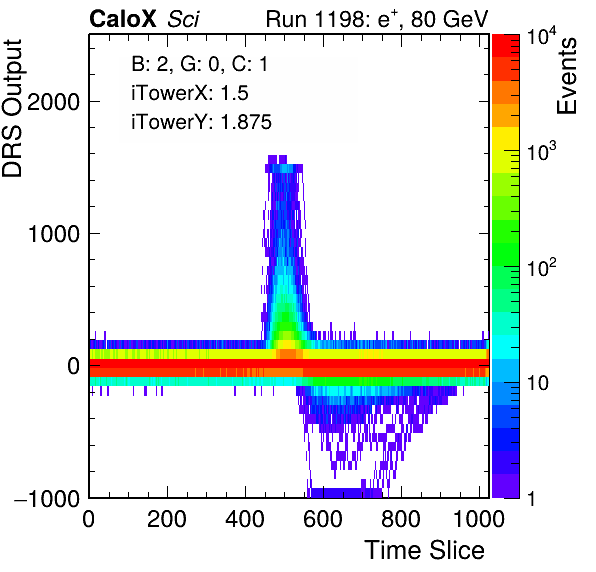 CaloX Sci Run 1198: e⁺, 80 GeV
B: 2, G: 0, C: 1
iTowerX: 1.5
iTowerY: 1.875
DRS Output
2000
1000
0
−1000
0 200 400 600 800 1000
Time Slice
Events
10⁴
10³
10²
10
1